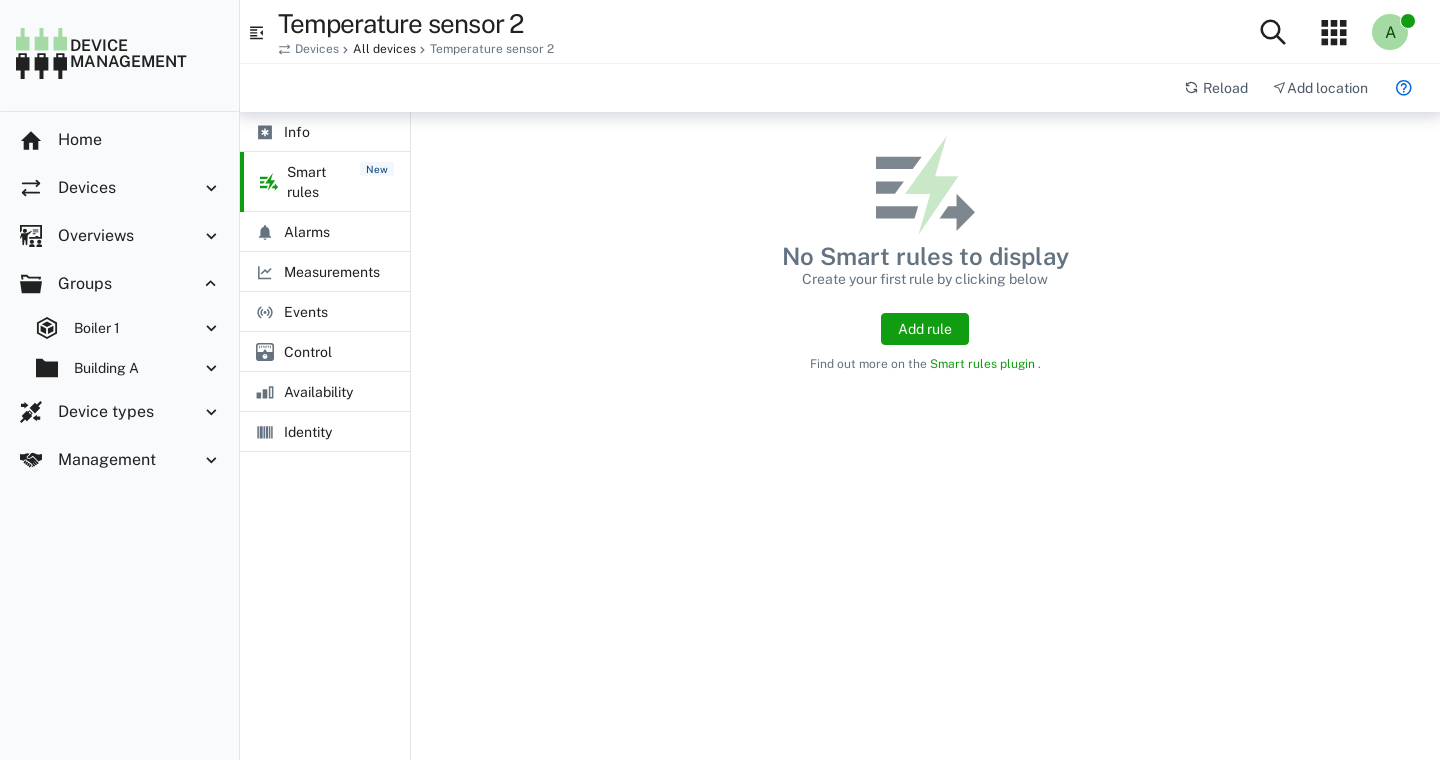 DEVICE
MANAGEMENT
Home
Devices
Overviews
Groups
Boiler 1
Building A
Device types
Management
Temperature sensor 2
Devices > All devices > Temperature sensor 2
A
Reload
Add location
Info
Smart
rules
New
Alarms
Measurements
Events
Control
Availability
Identity
No Smart rules to display
Create your first rule by clicking below
Add rule
Find out more on the Smart rules plugin .